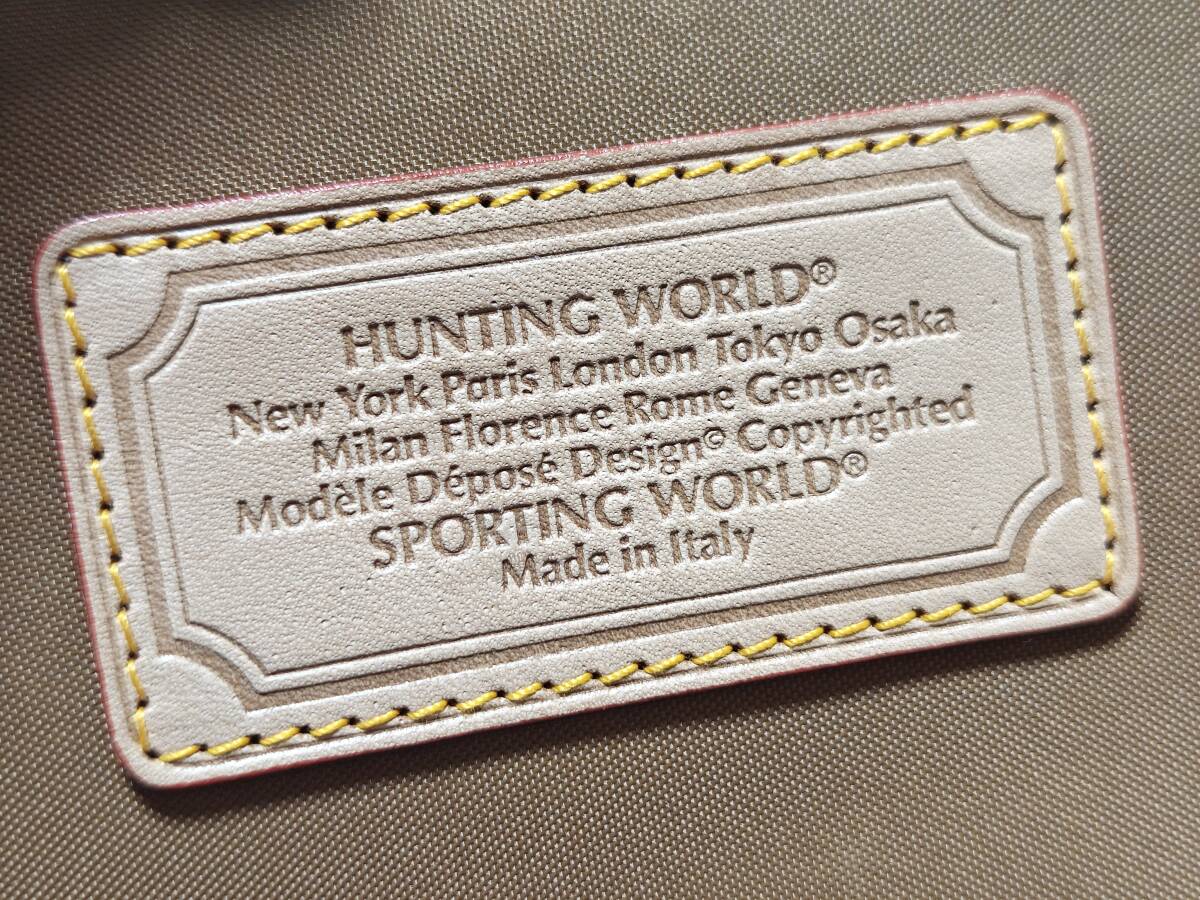 HUNTING WORLD®
New York Paris London Tokyo Osaka
Milan Florence Rome Geneva
Modèle Déposé Design© Copyrighted
SPORTING WORLD®
Made in Italy